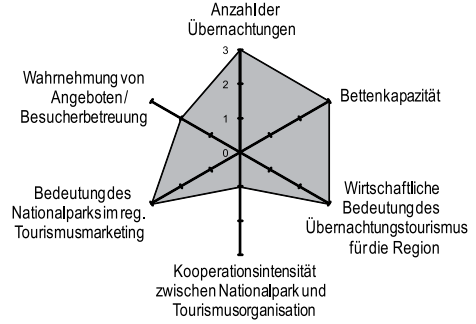 Anzahl der
Übernachtungen
3
2
1
0
Bettenkapazität
Wirtschaftliche
Bedeutung des
Übernachtungstourismus
für die Region
Kooperationsintensität
zwischen Nationalpark und
Tourismusorganisation
Bedeutung des
Nationalparks im reg.
Tourismusmarketing
Wahrnehmung von
Angeboten /
Besucherbetreuung